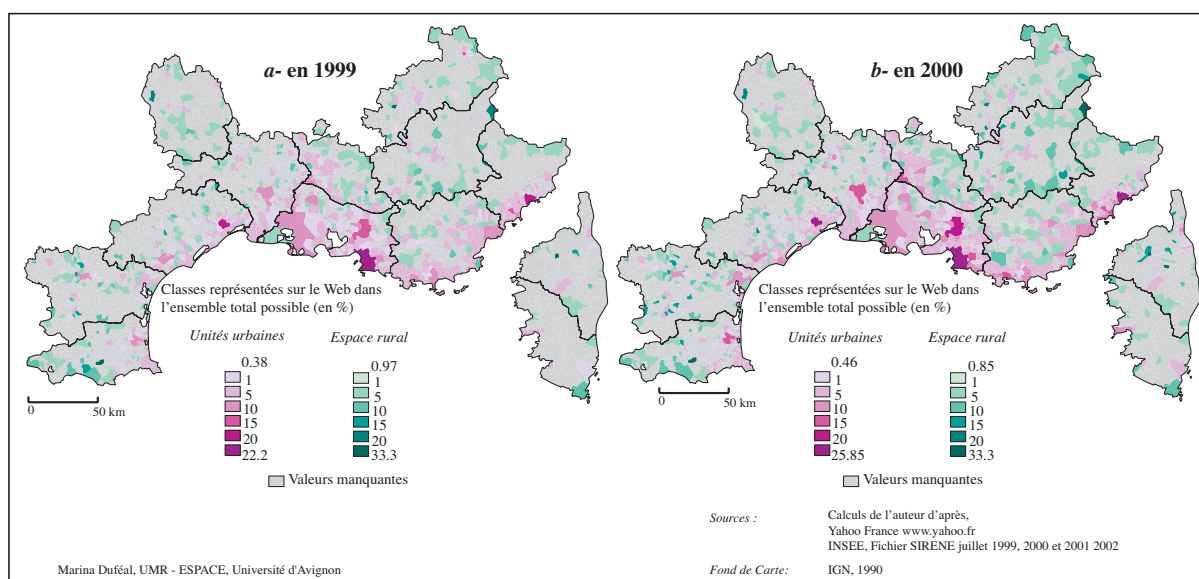 a- en 1999
Classes représentées sur le Web dans
l'ensemble total possible (en %)
Unités urbaines
Espace rural
0.38
1
5
10
15
20
22.2
0.97
1
5
10
15
20
33.3
Valeurs manquantes
0
50 km
b- en 2000
Classes représentées sur le Web dans
l'ensemble total possible (en %)
Unités urbaines
Espace rural
0.46
1
5
10
15
20
25.85
0.85
1
5
10
15
20
33.3
Valeurs manquantes
0
50 km
Sources :
Calculs de l'auteur d'après,
Yahoo France www.yahoo.fr
INSEE, Fichier SIRENE juillet 1999, 2000 et 2001 2002
Marina Duféal, UMR - ESPACE, Université d'Avignon
Fond de Carte:
IGN, 1990